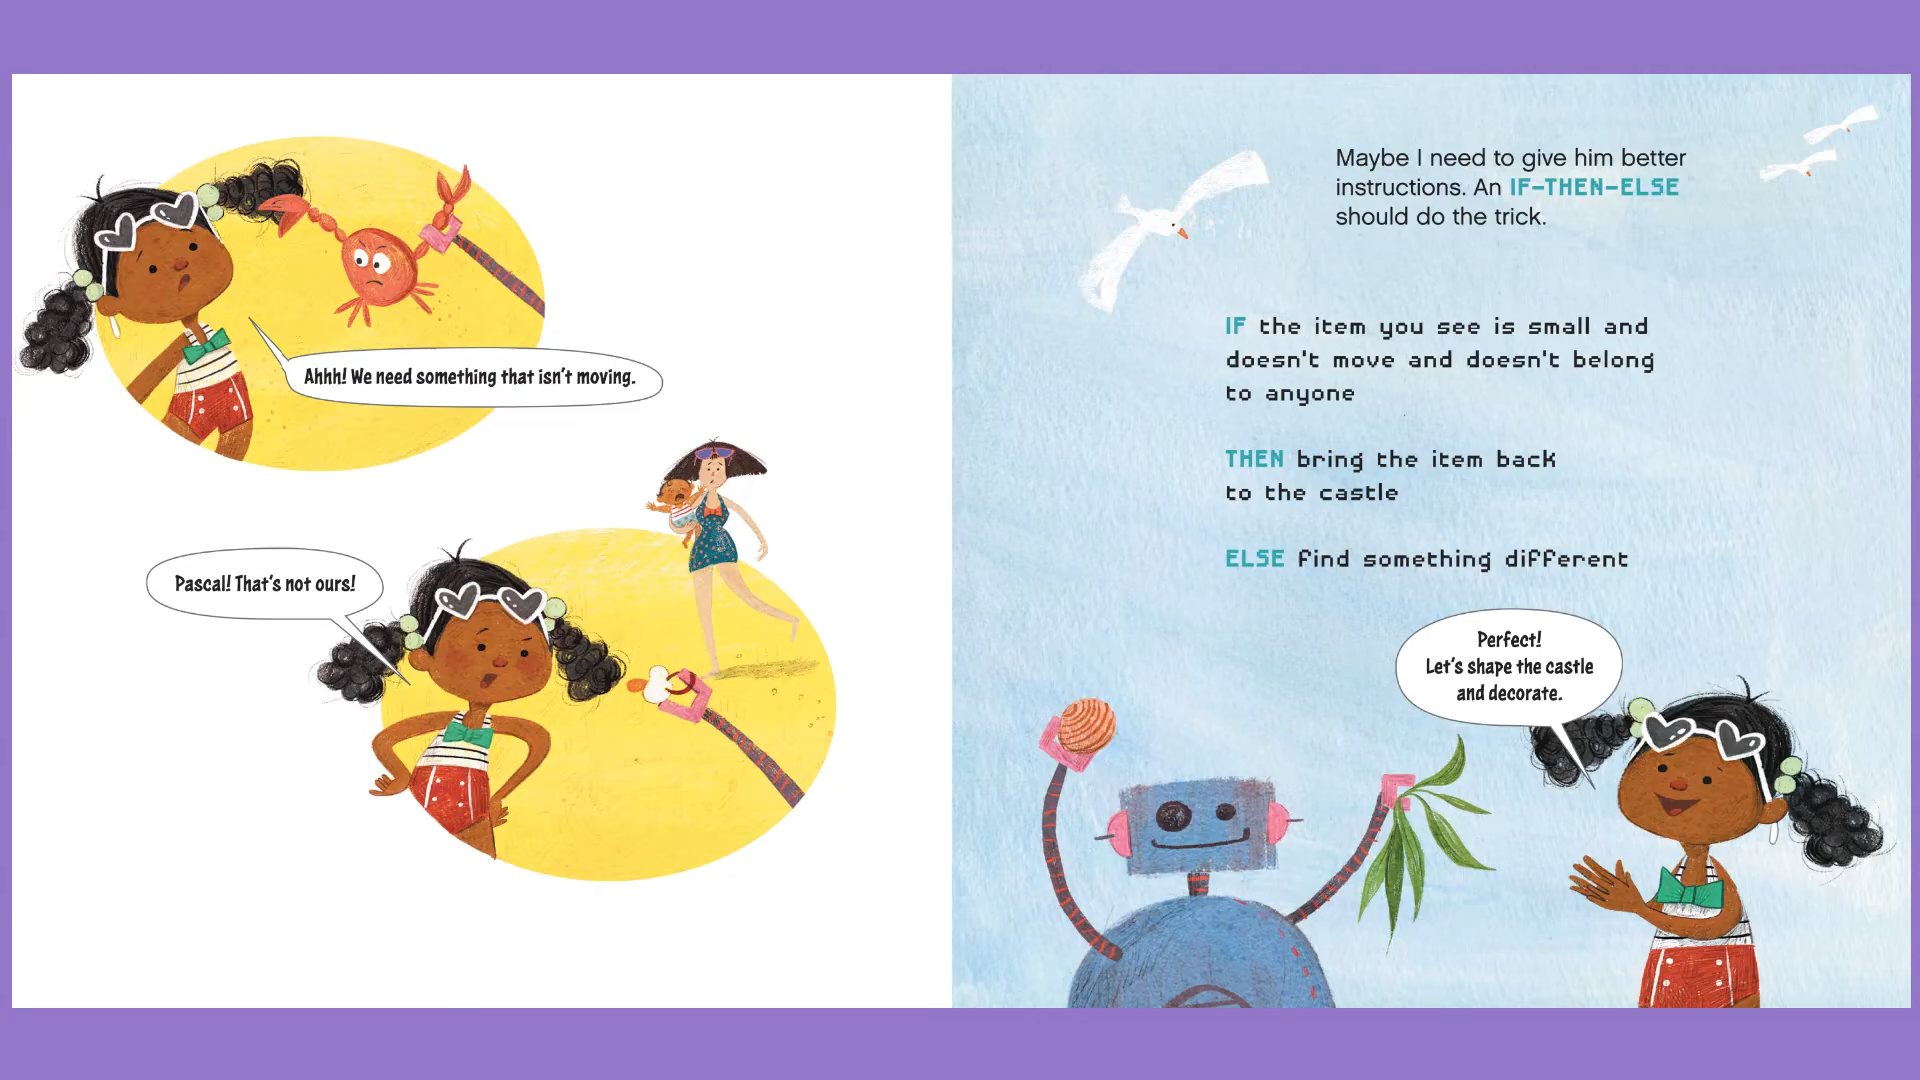 Ahhh! We need something that isn't moving.
Pascal! That's not ours!
Maybe I need to give him better
instructions. An IF-THEN-ELSE
should do the trick.
IF the item you see is small and
doesn't move and doesn't belong
to anyone
THEN bring the item back
to the castle
ELSE find something different
Perfect!
Let's shape the castle
and decorate.